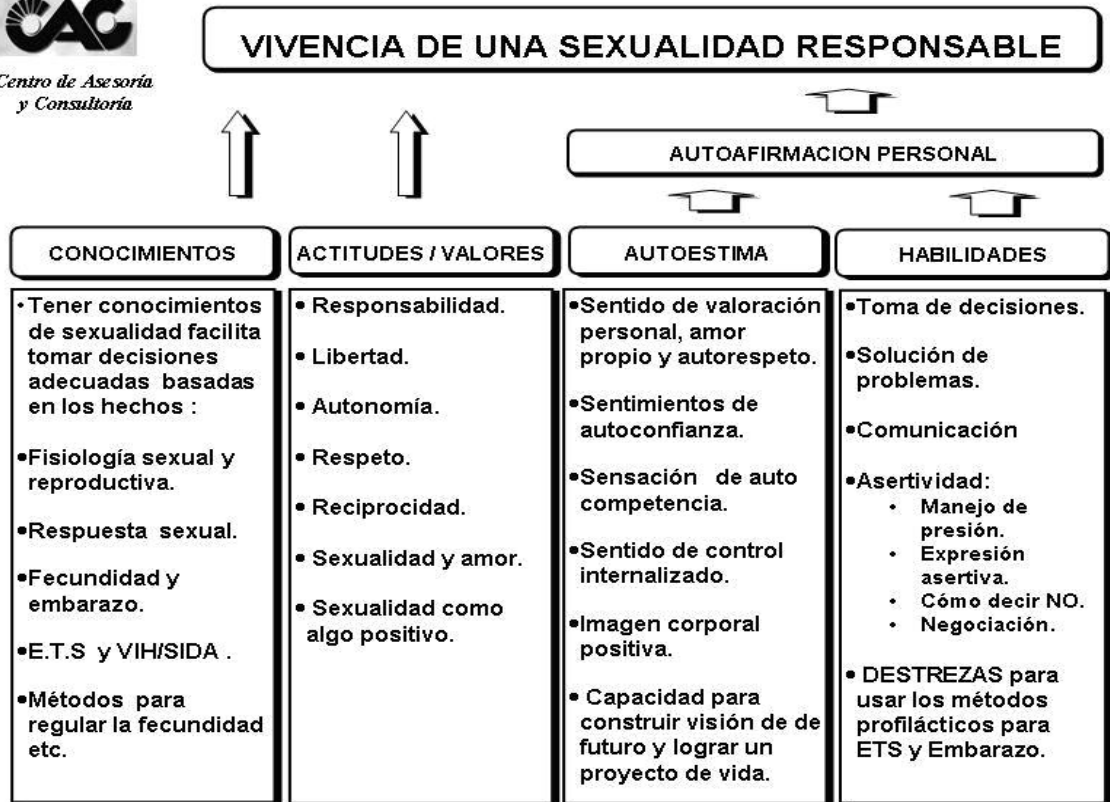 CAC
Centro de Asesoría
y Consultoría
VIVENCIA DE UNA SEXUALIDAD RESPONSABLE
AUTOAFIRMACION PERSONAL
CONOCIMIENTOS
• Tener conocimientos
de sexualidad facilita
tomar decisiones
adecuadas basadas
en los hechos :
•Fisiología sexual y
reproductiva.
•Respuesta sexual.
•Fecundidad y
embarazo.
•E.T.S y VIH/SIDA .
•Métodos para
regular la fecundidad
etc.
ACTITUDES / VALORES
• Responsabilidad.
• Libertad.
• Autonomía.
• Respeto.
• Reciprocidad.
• Sexualidad y amor.
• Sexualidad como
algo positivo.
AUTOESTIMA
•Sentido de valoración
personal, amor
propio y autorespeto.
•Sentimientos de
autoconfianza.
•Sensación de auto
competencia.
•Sentido de control
internalizado.
•Imagen corporal
positiva.
• Capacidad para
construir visión de de
futuro y lograr un
proyecto de vida.
HABILIDADES
•Toma de decisiones.
•Solución de
problemas.
•Comunicación
•Asertividad:
• Manejo de
presión.
• Expresión
asertiva.
• Cómo decir NO.
• Negociación.
• DESTREZAS para
usar los métodos
profilácticos para
ETS y Embarazo.